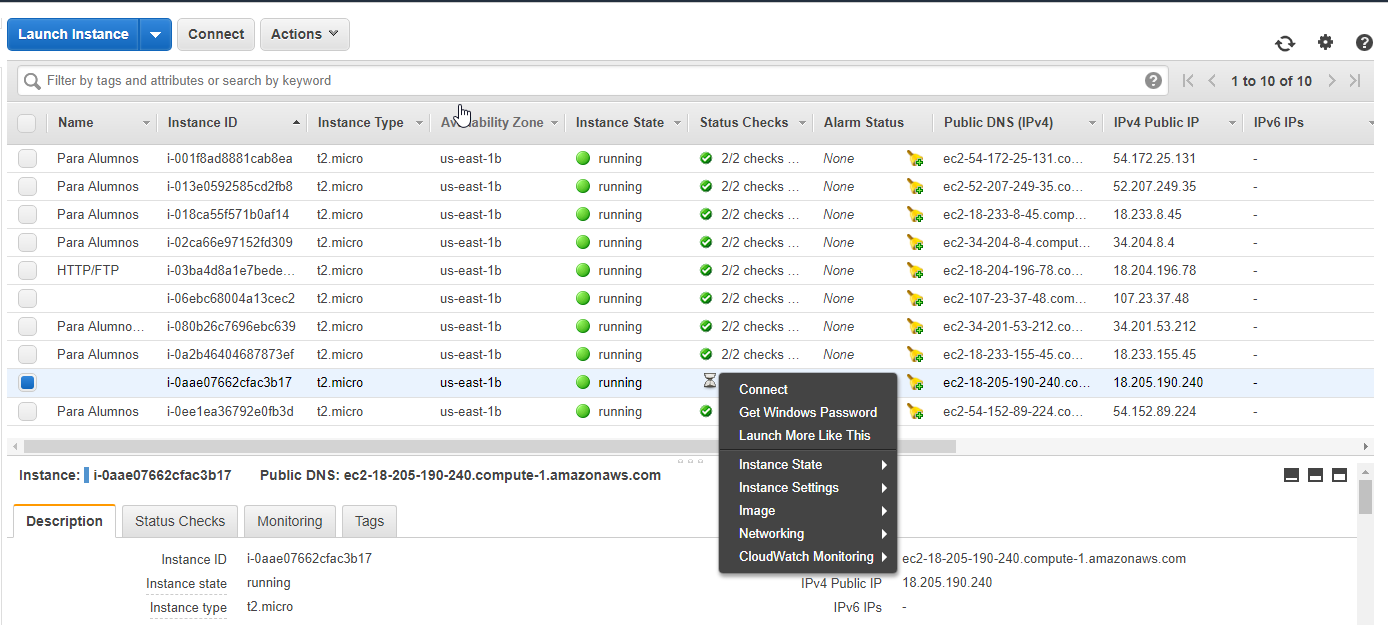 Launch Instance Connect Actions
Filter by tags and attributes or search by keyword 1 to 10 of 10
Name Instance ID Instance Type Availability Zone Instance State Status Checks Alarm Status Public DNS (IPv4) IPv4 Public IP IPv6 IPs
Para Alumnos i-001f8ad8881cab8ea t2.micro us-east-1b running 2/2 checks ... None ec2-54-172-25-131.co... 54.172.25.131 -
Para Alumnos i-013e0592585cd2fb8 t2.micro us-east-1b running 2/2 checks ... None ec2-52-207-249-35.co... 52.207.249.35 -
Para Alumnos i-018ca55f571b0af14 t2.micro us-east-1b running 2/2 checks ... None ec2-18-233-8-45.comp... 18.233.8.45 -
Para Alumnos i-02ca66e97152fd309 t2.micro us-east-1b running 2/2 checks ... None ec2-34-204-8-4.comput... 34.204.8.4 -
HTTP/FTP i-03ba4d8a1e7bede... t2.micro us-east-1b running 2/2 checks ... None ec2-18-204-196-78.co... 18.204.196.78 -
i-06ebc68004a13cec2 t2.micro us-east-1b running 2/2 checks ... None ec2-107-23-37-48.com... 107.23.37.48 -
Para Alumno... i-080b26c7696ebc639 t2.micro us-east-1b running 2/2 checks ... None ec2-34-201-53-212.co... 34.201.53.212 -
Para Alumnos i-0a2b46404687873ef t2.micro us-east-1b running 2/2 checks ... None ec2-18-233-155-45.co... 18.233.155.45 -
i-0aae07662cfac3b17 t2.micro us-east-1b running ec2-18-205-190-240.co... 18.205.190.240 -
Para Alumnos i-0ee1ea36792e0fb3d t2.micro us-east-1b running ec2-54-152-89-224.co... 54.152.89.224 -
Connect
Get Windows Password
Launch More Like This
Instance State
Instance Settings
Image
Networking
CloudWatch Monitoring
Instance: i-0aae07662cfac3b17 Public DNS: ec2-18-205-190-240.compute-1.amazonaws.com
Description Status Checks Monitoring Tags
Instance ID i-0aae07662cfac3b17 ec2-18-205-190-240.compute-1.amazonaws.com
Instance state running IPv4 Public IP 18.205.190.240
Instance type t2.micro IPv6 IPs -